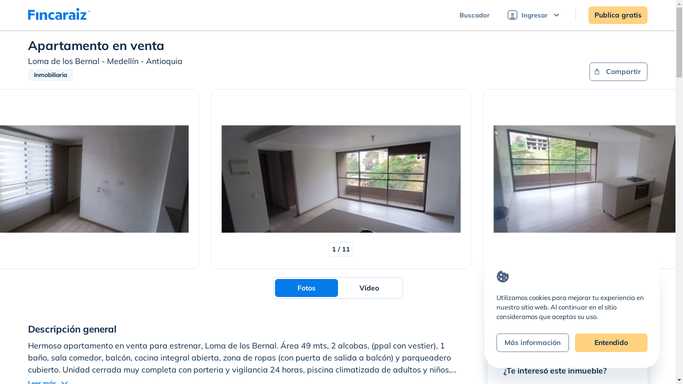 Fincaraiz
Buscador
Ingresar
Publica gratis
Apartamento en venta
Loma de los Bernal - Medellín - Antioquia
Inmobiliaria
Compartir
1 / 11
Fotos
Video
Utilizamos cookies para mejorar tu experiencia en
nuestro sitio web. Al continuar en el sitio
consideramos que aceptas su uso.
Más información
Entendido
Descripción general
Hermoso apartamento en venta para estrenar, Loma de los Bernal. Área 49 mts, 2 alcobas, (ppal con vestier), 1
baño, sala comedor, balcón, cocina integral abierta, zona de ropas (con puerta de salida a balcón) y parqueadero
cubierto. Unidad cerrada muy completa con porteria y vigilancia 24 horas, piscina climatizada de adultos y niños,...
Leer más
¿Te interesó este inmueble?